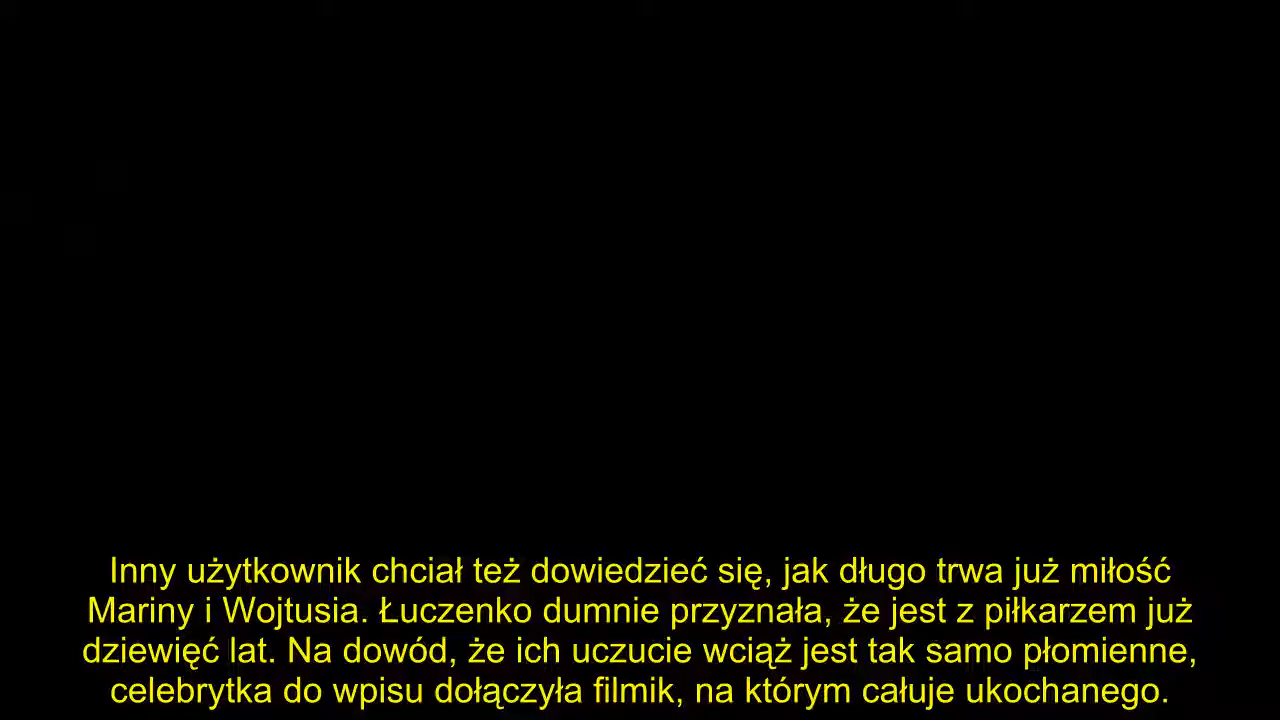 Inny użytkownik chciał też dowiedzieć się, jak długo trwa już miłość
Mariny i Wojtusia. Łuczenko dumnie przyznała, że jest z piłkarzem już
dziewięć lat. Na dowód, że ich uczucie wciąż jest tak samo płomienne,
celebrytka do wpisu dołączyła filmik, na którym całuje ukochanego.